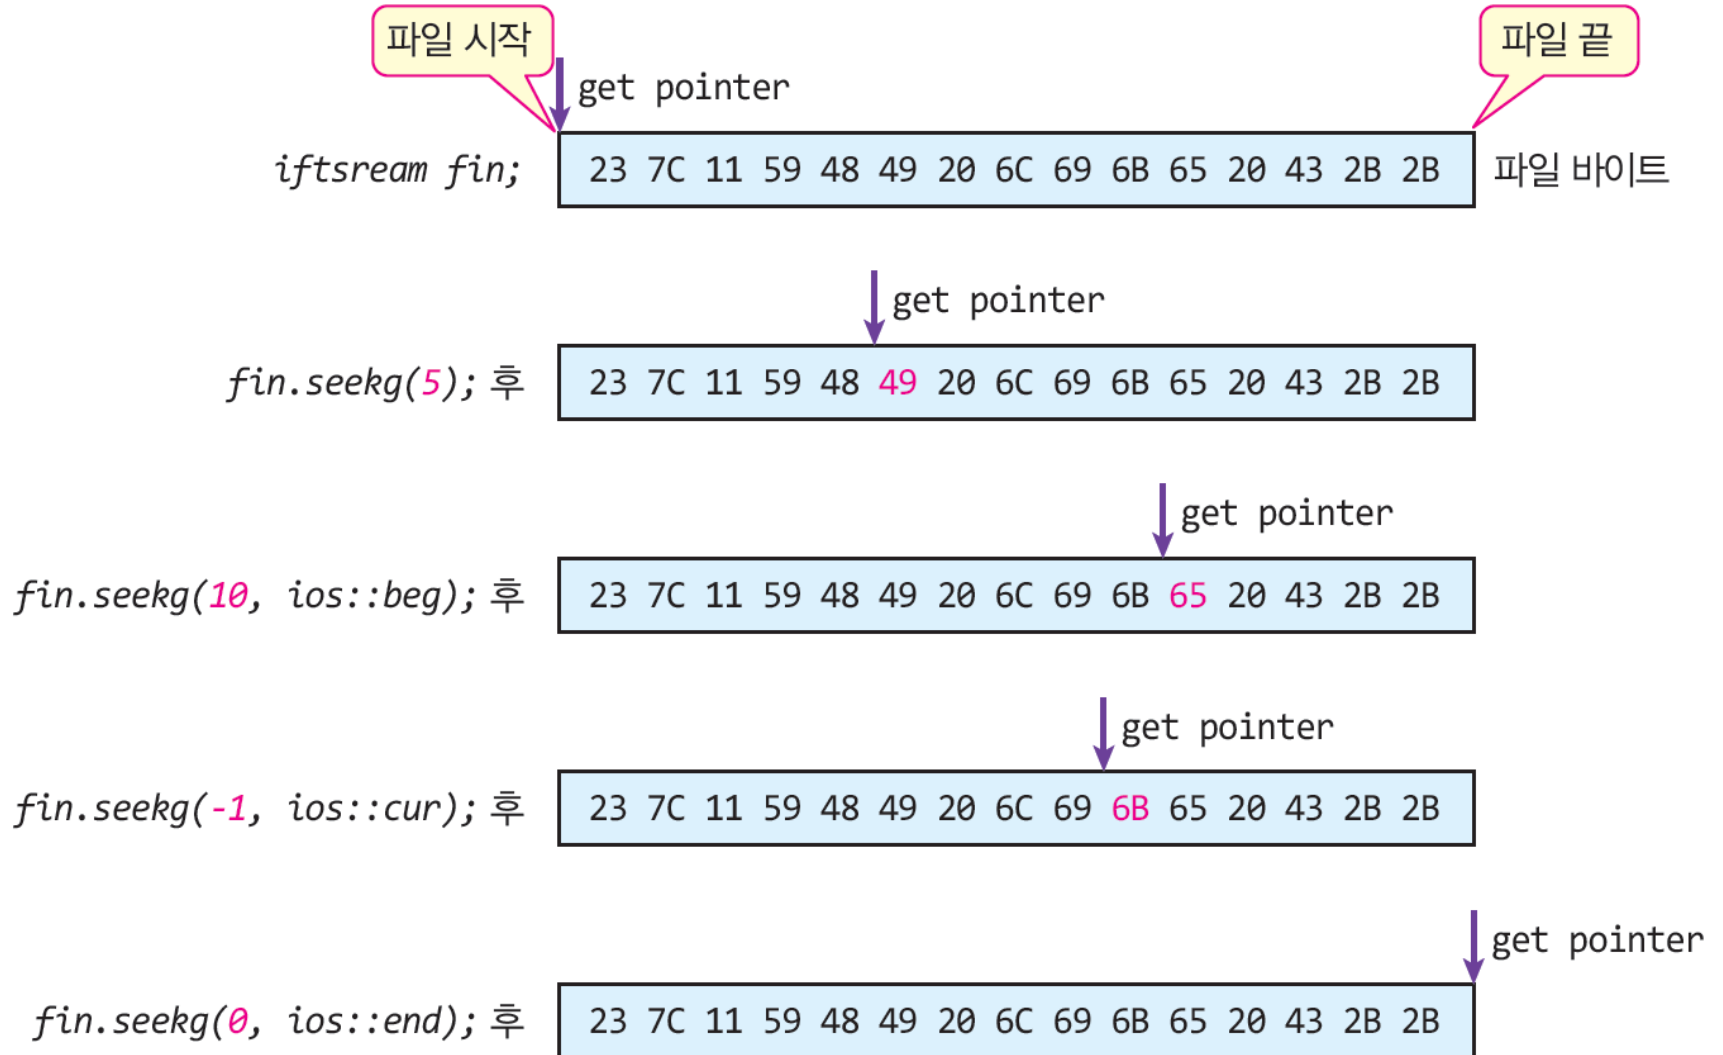 파일 시작
파일 끝
get pointer
iftsream fin;
23 7C 11 59 48 49 20 6C 69 6B 65 20 43 2B 2B
파일 바이트
get pointer
fin.seekg(5); 후
23 7C 11 59 48 49 20 6C 69 6B 65 20 43 2B 2B
get pointer
fin.seekg(10, ios::beg); 후
23 7C 11 59 48 49 20 6C 69 6B 65 20 43 2B 2B
get pointer
fin.seekg(-1, ios::cur); 후
23 7C 11 59 48 49 20 6C 69 6B 65 20 43 2B 2B
get pointer
fin.seekg(0, ios::end); 후
23 7C 11 59 48 49 20 6C 69 6B 65 20 43 2B 2B